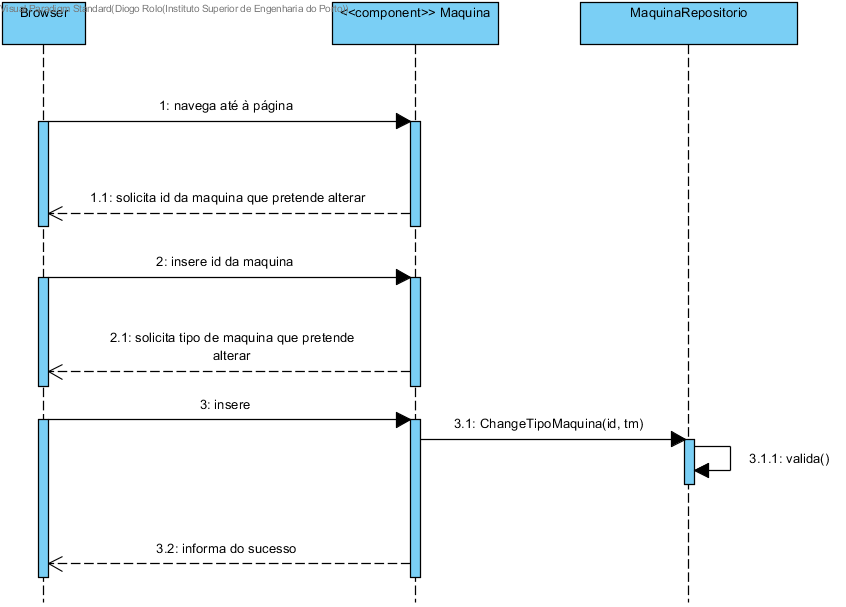 Visual Paradigm Standard(Diogo Rolo(Instituto Superior de Engenharia do Porto))
Browser
<<component>> Maquina
MaquinaRepositorio
1: navega até à página
1.1: solicita id da maquina que pretende alterar
2: insere id da maquina
2.1: solicita tipo de maquina que pretende
alterar
3: insere
3.1: ChangeTipoMaquina(id, tm)
3.1.1: valida()
3.2: informa do sucesso